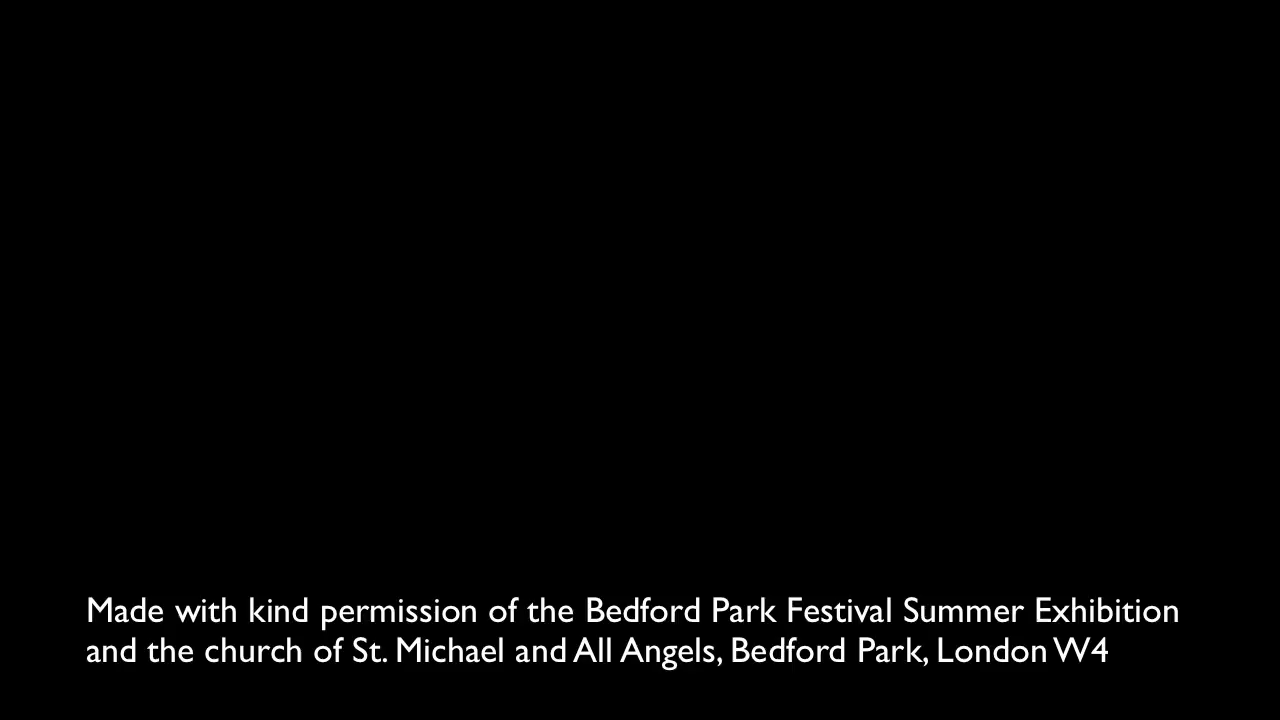 Made with kind permission of the Bedford Park Festival Summer Exhibition
and the church of St. Michael and All Angels, Bedford Park, London W4